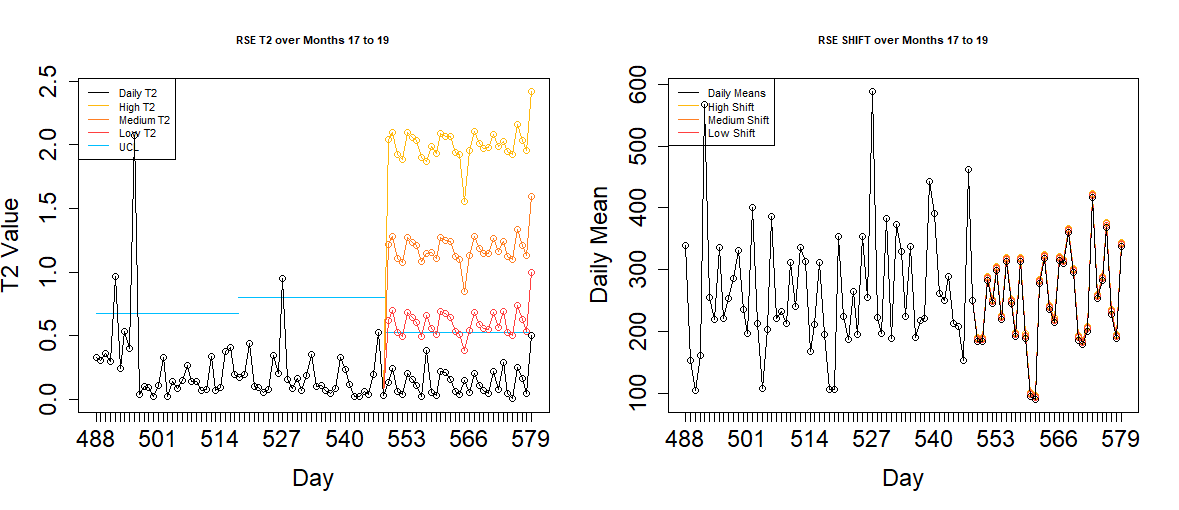 RSE T2 over Months 17 to 19
T2 Value
2.5
2.0
1.5
1.0
0.5
0.0
Daily T2
High T2
Medium T2
Low T2
UCL
488 501 514 527 540 553 566 579
Day
RSE SHIFT over Months 17 to 19
Daily Mean
600
500
400
300
200
100
Daily Means
High Shift
Medium Shift
Low Shift
488 501 514 527 540 553 566 579
Day